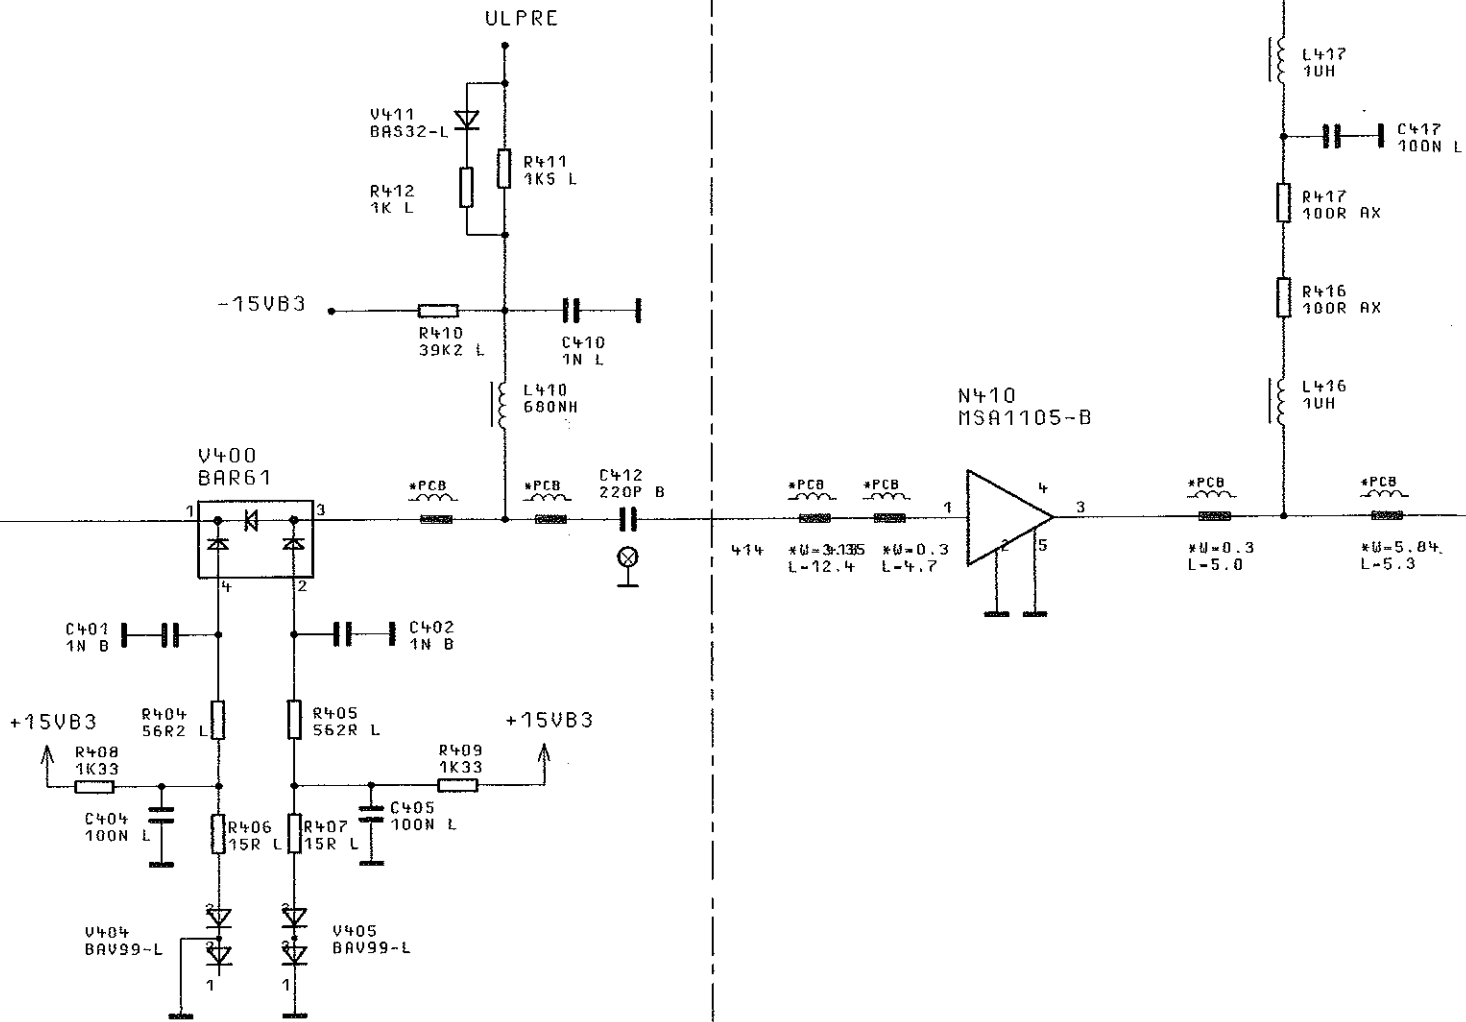 ULPRE
L417
1UH
V411
BAS32-L
C417
100N L
R411
1K5 L
R412
1K L
R417
100R AX
-15VB3
R410
39K2 L
C410
1N L
R416
100R AX
L410
680NH
L416
1UH
N410
MSA1105-B
V400
BAR61
*PCB
*PCB
C412
220P B
*PCB
*PCB
*PCB
*PCB
1
3
4
2
1
4
3
2
5
414
L=12.4
*W=0.3
L=4.7
*W=0.3
L=5.0
*W=5.84
L=5.3
C401
1N B
C402
1N B
+15VB3
R404
56R2 L
R405
562R L
+15VB3
R408
1K33
R409
1K33
C404
100N L
R406
15R L
R407
15R L
C405
100N L
V404
BAV99-L
V405
BAV99-L
1
1